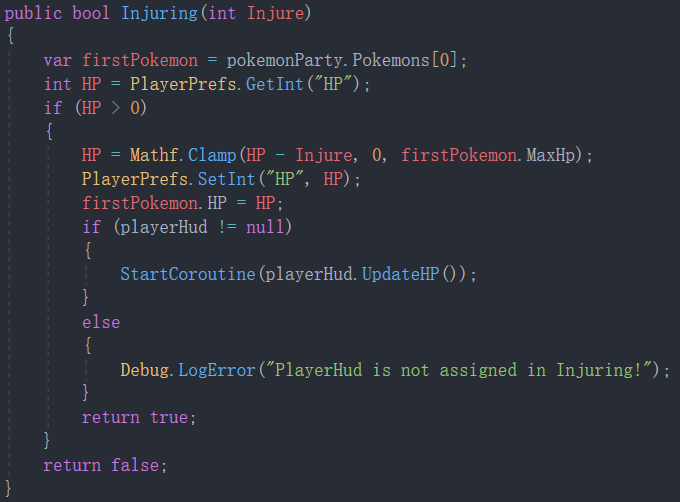 public bool Injuring(int Injure)
{
    var firstPokemon = pokemonParty.Pokemons[0];
    int HP = PlayerPrefs.GetInt("HP");
    if (HP > 0)
    {
        HP = Mathf.Clamp(HP - Injure, 0, firstPokemon.MaxHp);
        PlayerPrefs.SetInt("HP", HP);
        firstPokemon.HP = HP;
        if (playerHud != null)
        {
            StartCoroutine(playerHud.UpdateHP());
        }
        else
        {
            Debug.LogError("PlayerHud is not assigned in Injuring!");
        }
        return true;
    }
    return false;
}